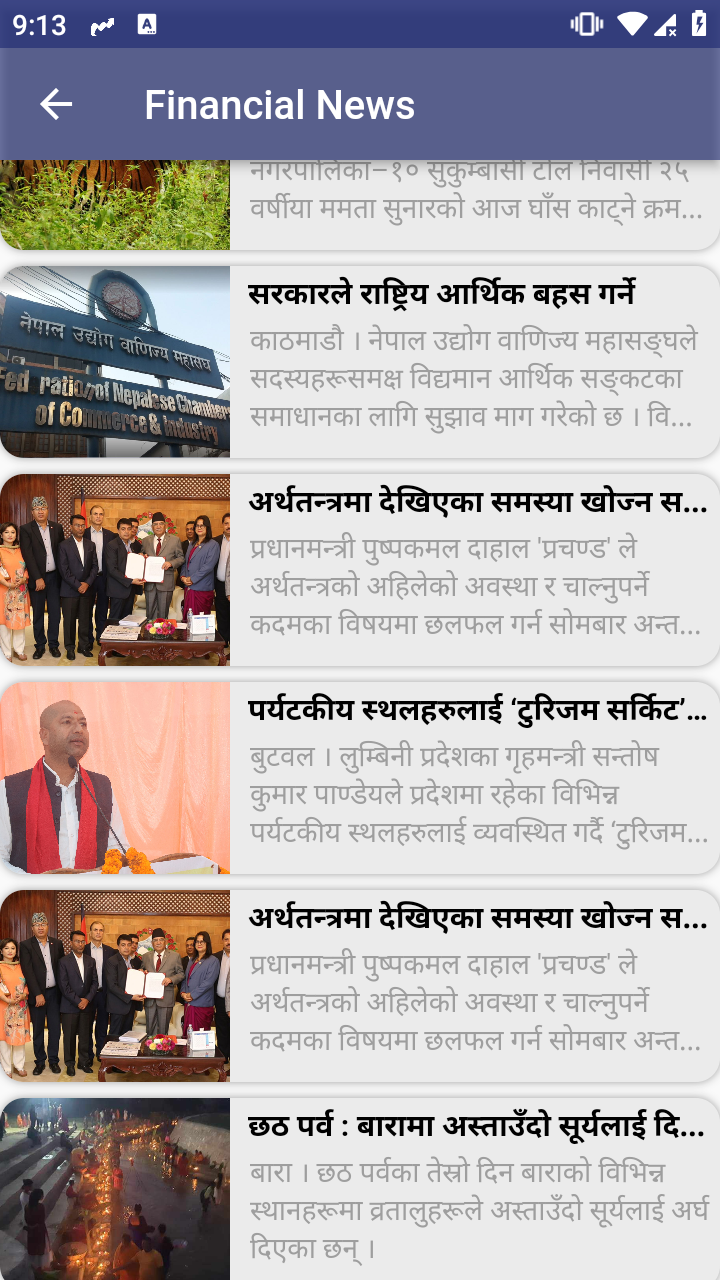 9:13
A
Financial News
नगरपालिका–१० सुकुम्बासी टोल निवासी २५
वर्षीया ममता सुनारको आज घाँस काट्ने क्रम...
नेपाल उद्योग वाणिज्य महासंघ
Fed ration of Nepalese Chambers
of Commerce & Industry
सरकारले राष्ट्रिय आर्थिक बहस गर्ने
काठमाडौ । नेपाल उद्योग वाणिज्य महासङ्घले
सदस्यहरूसमक्ष विद्यमान आर्थिक सङ्कटका
समाधानका लागि सुझाव माग गरेको छ । वि...
अर्थतन्त्रमा देखिएका समस्या खोज्न स...
प्रधानमन्त्री पुष्पकमल दाहाल 'प्रचण्ड' ले
अर्थतन्त्रको अहिलेको अवस्था र चाल्नुपर्ने
कदमका विषयमा छलफल गर्न सोमबार अन्त...
पर्यटकीय स्थलहरुलाई ‘टुरिजम सर्किट’...
बुटवल । लुम्बिनी प्रदेशका गृहमन्त्री सन्तोष
कुमार पाण्डेयले प्रदेशमा रहेका विभिन्न
पर्यटकीय स्थलहरुलाई व्यवस्थित गर्दै ‘टुरिजम...
अर्थतन्त्रमा देखिएका समस्या खोज्न स...
प्रधानमन्त्री पुष्पकमल दाहाल 'प्रचण्ड' ले
अर्थतन्त्रको अहिलेको अवस्था र चाल्नुपर्ने
कदमका विषयमा छलफल गर्न सोमबार अन्त...
छठ पर्व : बारामा अस्ताउँदो सूर्यलाई दि...
बारा । छठ पर्वका तेस्रो दिन बाराको विभिन्न
स्थानहरूमा व्रतालुहरूले अस्ताउँदो सूर्यलाई अर्घ
दिएका छन् ।